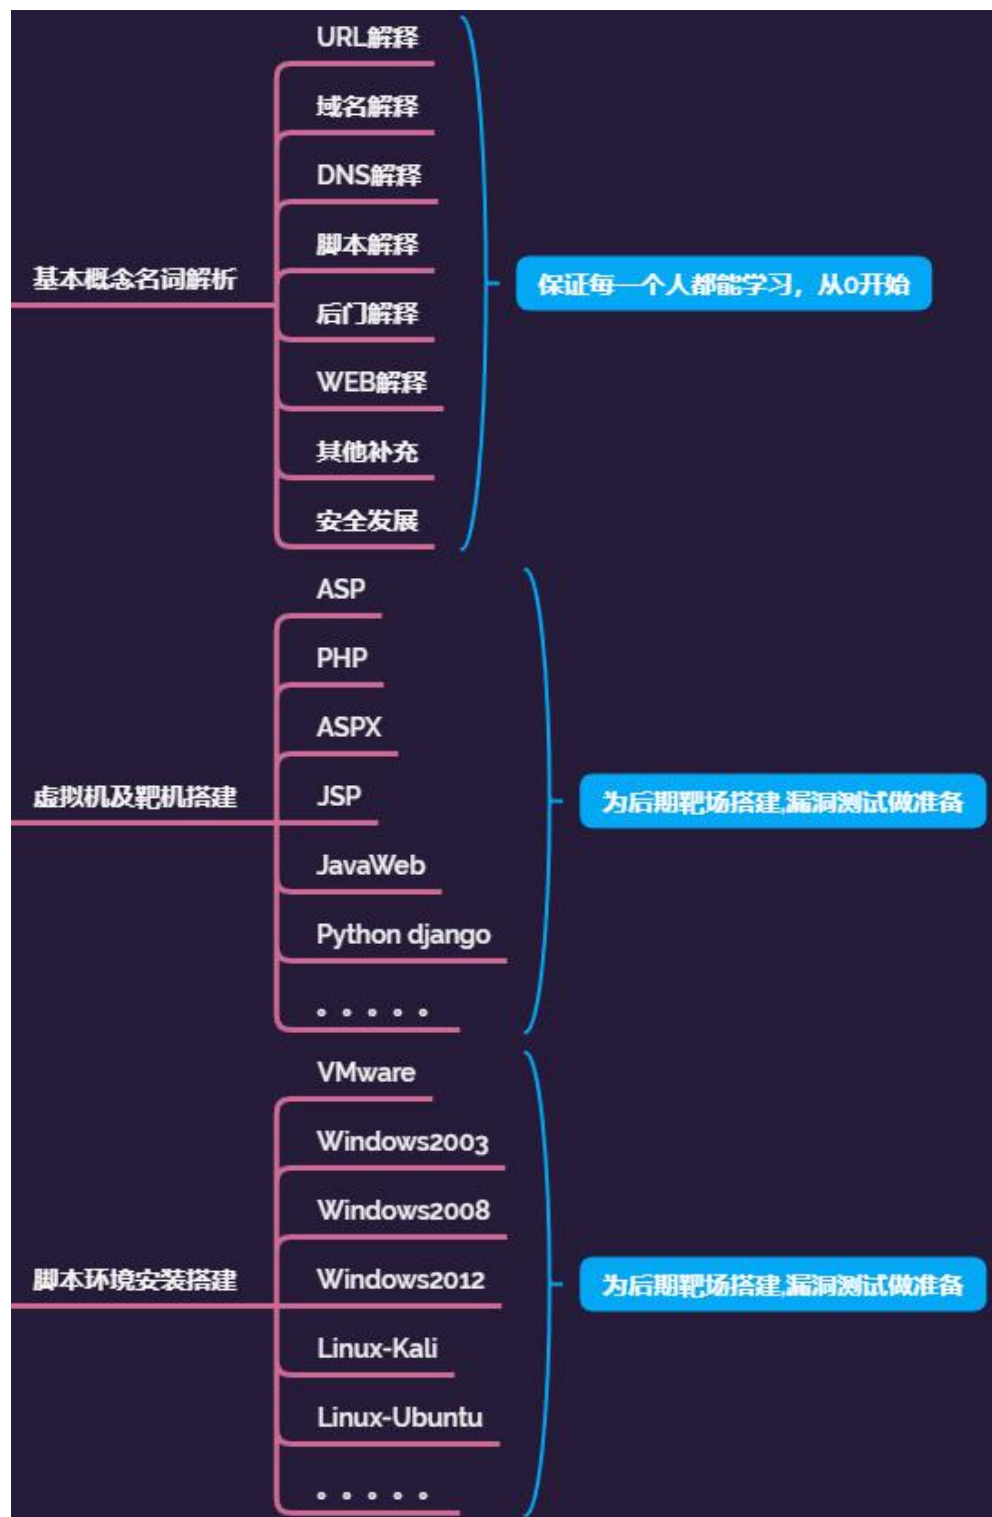 基本概念名词解析
URL解释
域名解释
DNS解释
脚本解释
后门解释
WEB解释
其他补充
安全发展
保证每一个人都能学习，从0开始
虚拟机及靶机搭建
ASP
PHP
ASPX
JSP
JavaWeb
Python django
。。。。。
为后期靶场搭建,漏洞测试做准备
脚本环境安装搭建
VMware
Windows2003
Windows2008
Windows2012
Linux-Kali
Linux-Ubuntu
。。。。。
为后期靶场搭建,漏洞测试做准备